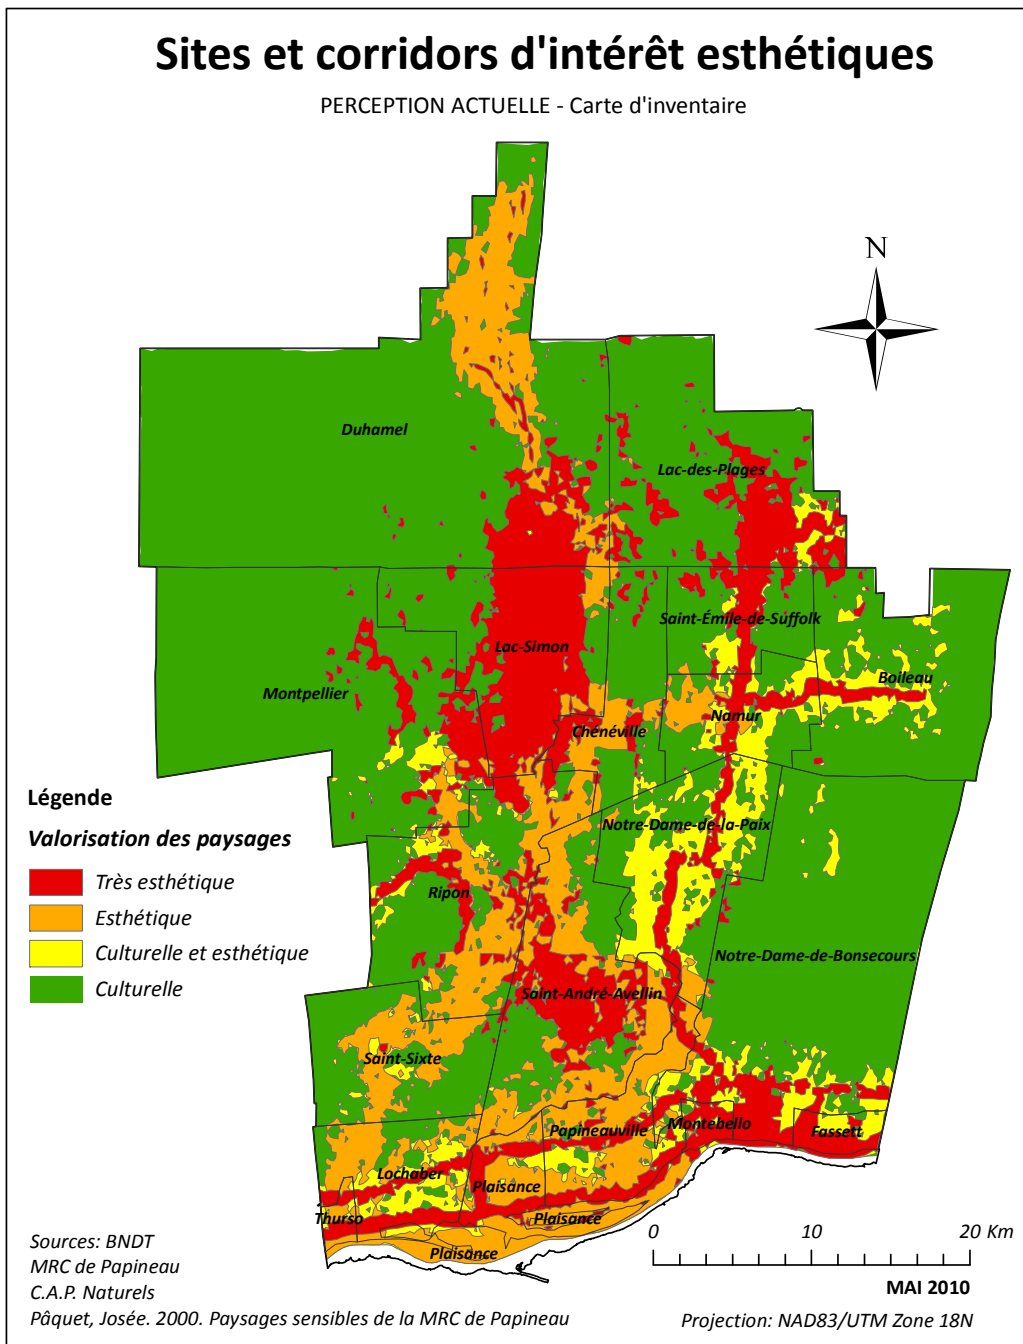 Sites et corridors d'intérêt esthétiques
PERCEPTION ACTUELLE - Carte d'inventaire
N
Duhamel
Lac-des-Plages
Saint-Émile-de-Suffolk
Lac-Simon
Boileau
Montpellier
Namur
Chénéville
Notre-Dame-de-la-Paix
Ripon
Notre-Dame-de-Bonsecours
Saint-André-Avellin
Saint-Sixte
Papineauville
Montebello
Fassett
Lochaber
Plaisance
Thurso
Plaisance
Plaisance
Légende
Valorisation des paysages
Très esthétique
Esthétique
Culturelle et esthétique
Culturelle
0 10 20 Km
MAI 2010
Sources: BNDT
MRC de Papineau
C.A.P. Naturels
Pâquet, Josée. 2000. Paysages sensibles de la MRC de Papineau
Projection: NAD83/UTM Zone 18N